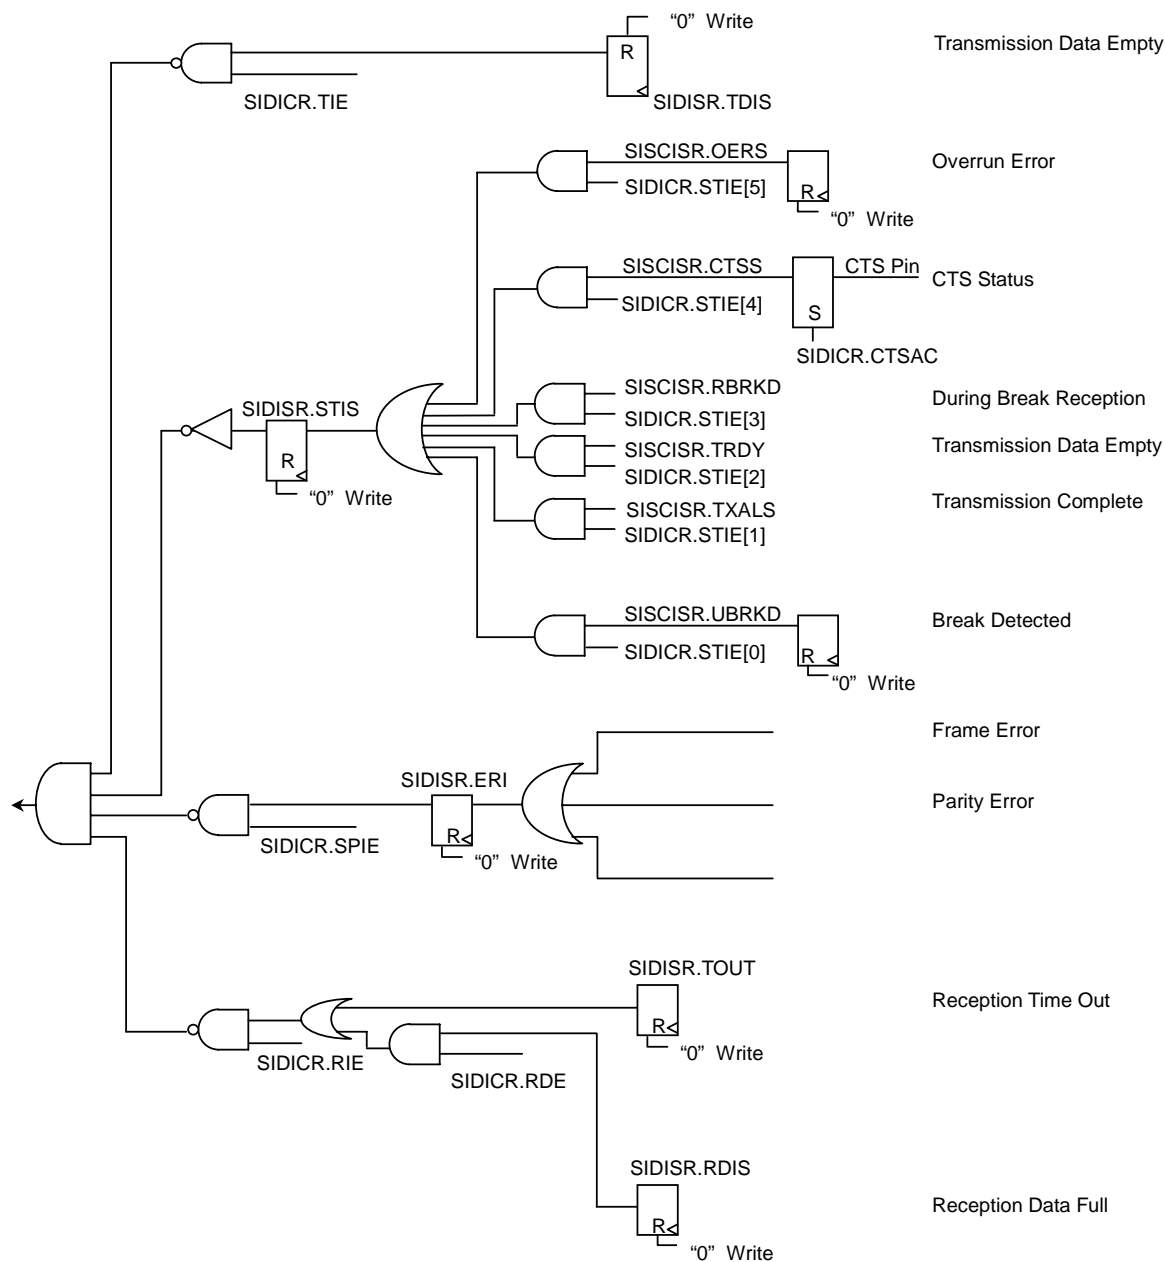 “0” Write
Transmission Data Empty
R
SIDICR.TIE
SIDISR.TDIS
SISCISR.OERS
Overrun Error
SIDICR.STIE[5]
R
“0” Write
SISCISR.CTSS
CTS Pin
CTS Status
SIDICR.STIE[4]
S
SIDICR.CTSAC
SISCISR.RBRKD
During Break Reception
SIDISR.STIS
SIDICR.STIE[3]
SISCISR.TRDY
Transmission Data Empty
R
SIDICR.STIE[2]
“0” Write
SISCISR.TXALS
Transmission Complete
SIDICR.STIE[1]
SISCISR.UBRKD
Break Detected
SIDICR.STIE[0]
R
“0” Write
Frame Error
SIDISR.ERI
Parity Error
R
SIDICR.SPIE
“0” Write
SIDISR.TOUT
Reception Time Out
R
“0” Write
SIDICR.RIE
SIDICR.RDE
SIDISR.RDIS
Reception Data Full
R
“0” Write